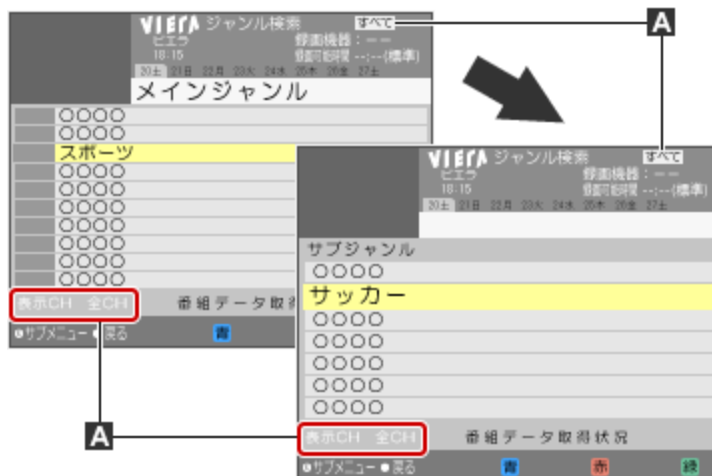 VIERA ジャンル検索 すべて
ビエラ 録画機器：－－
18:15 録画可能時間 --:--(標準)
20土 21日 22月 23火 24水 25木 26金 27土
メインジャンル
○○○○
○○○○
スポーツ
○○○○
○○○○
○○○○
○○○○
○○○○
○○○○
表示CH 全CH 番組データ取得
サブメニュー 戻る 青
A
VIERA ジャンル検索 すべて
ビエラ 録画機器：－－
18:15 録画可能時間 --:--(標準)
20土 21日 22月 23火 24水 25木 26金 27土
サブジャンル
○○○○
サッカー
○○○○
○○○○
○○○○
○○○○
○○○○
表示CH 全CH 番組データ取得状況
サブメニュー 戻る 青 赤 緑
A